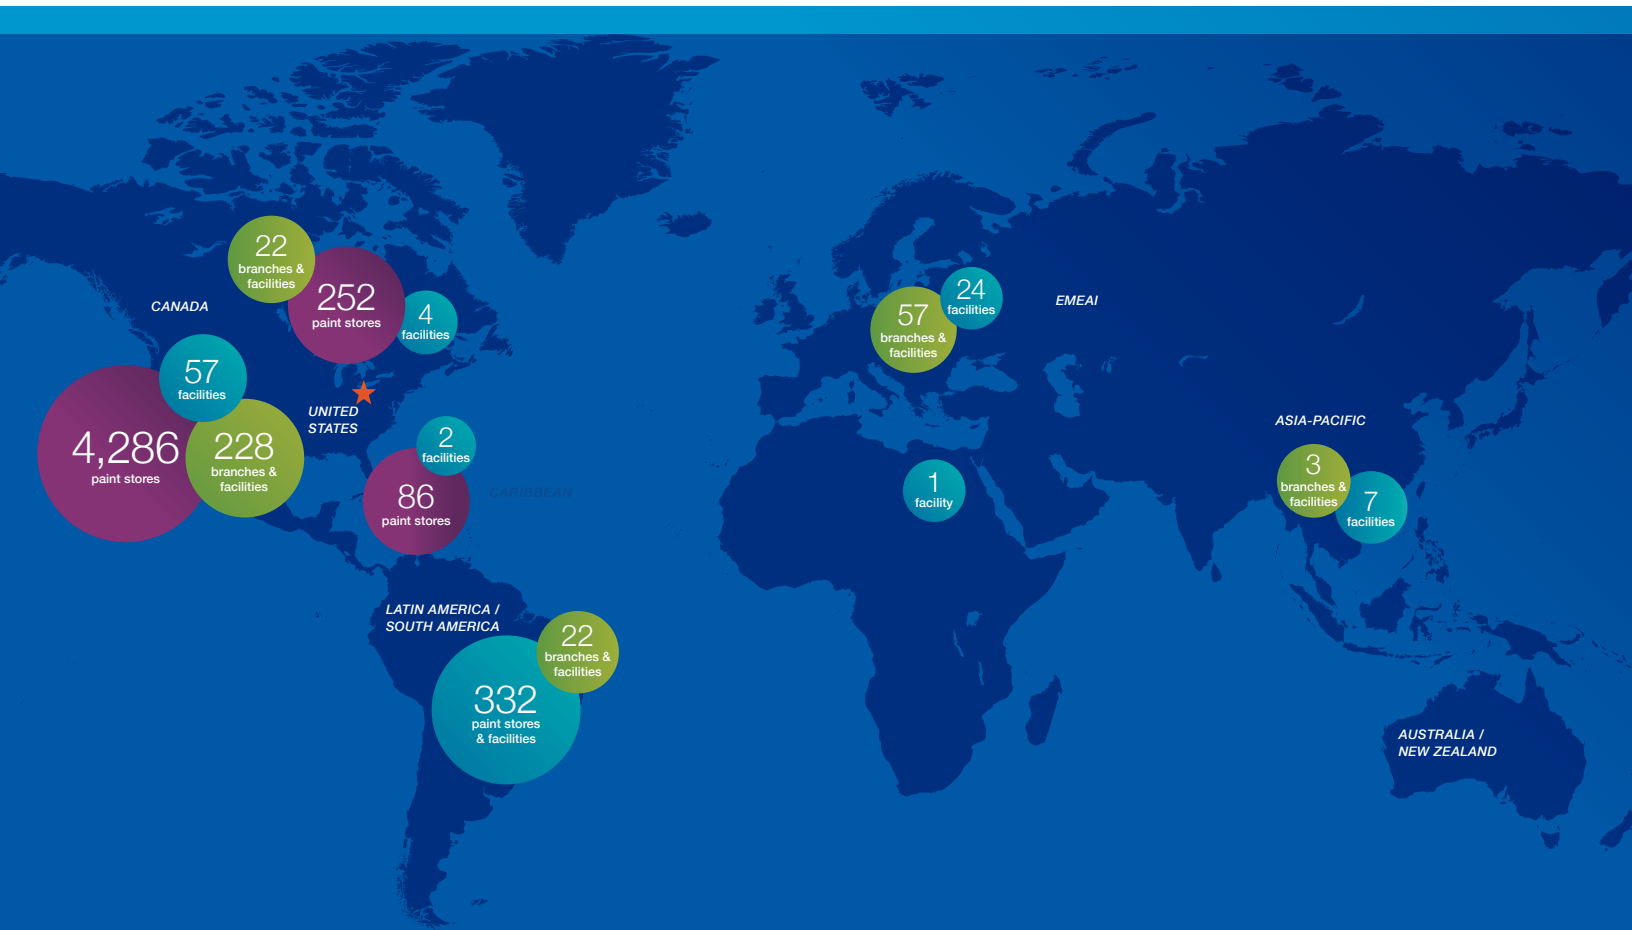 22
branches &
facilities
252
paint stores
4
facilities
CANADA
57
facilities
4,286
paint stores
228
branches &
facilities
UNITED
STATES
2
facilities
86
paint stores
CARIBBEAN
LATIN AMERICA /
SOUTH AMERICA
22
branches &
facilities
332
paint stores
& facilities
24
facilities
57
branches &
facilities
EMEAI
1
facility
ASIA-PACIFIC
3
branches &
facilities
7
facilities
AUSTRALIA /
NEW ZEALAND